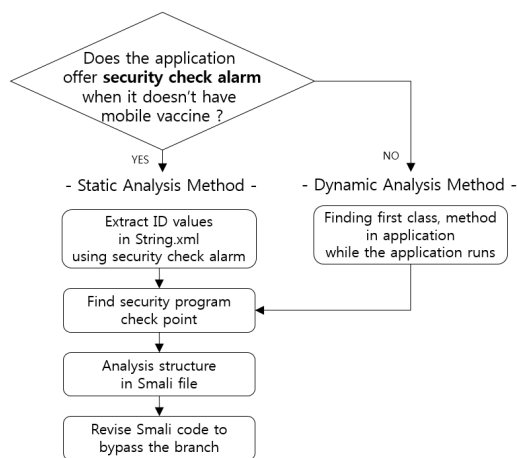 Does the application
offer security check alarm
when it doesn't have
mobile vaccine ?
YES
NO
- Static Analysis Method -
- Dynamic Analysis Method -
Extract ID values
in String.xml
using security check alarm
Finding first class, method
in application
while the application runs
Find security program
check point
Analysis structure
in Smali file
Revise Smali code to
bypass the branch